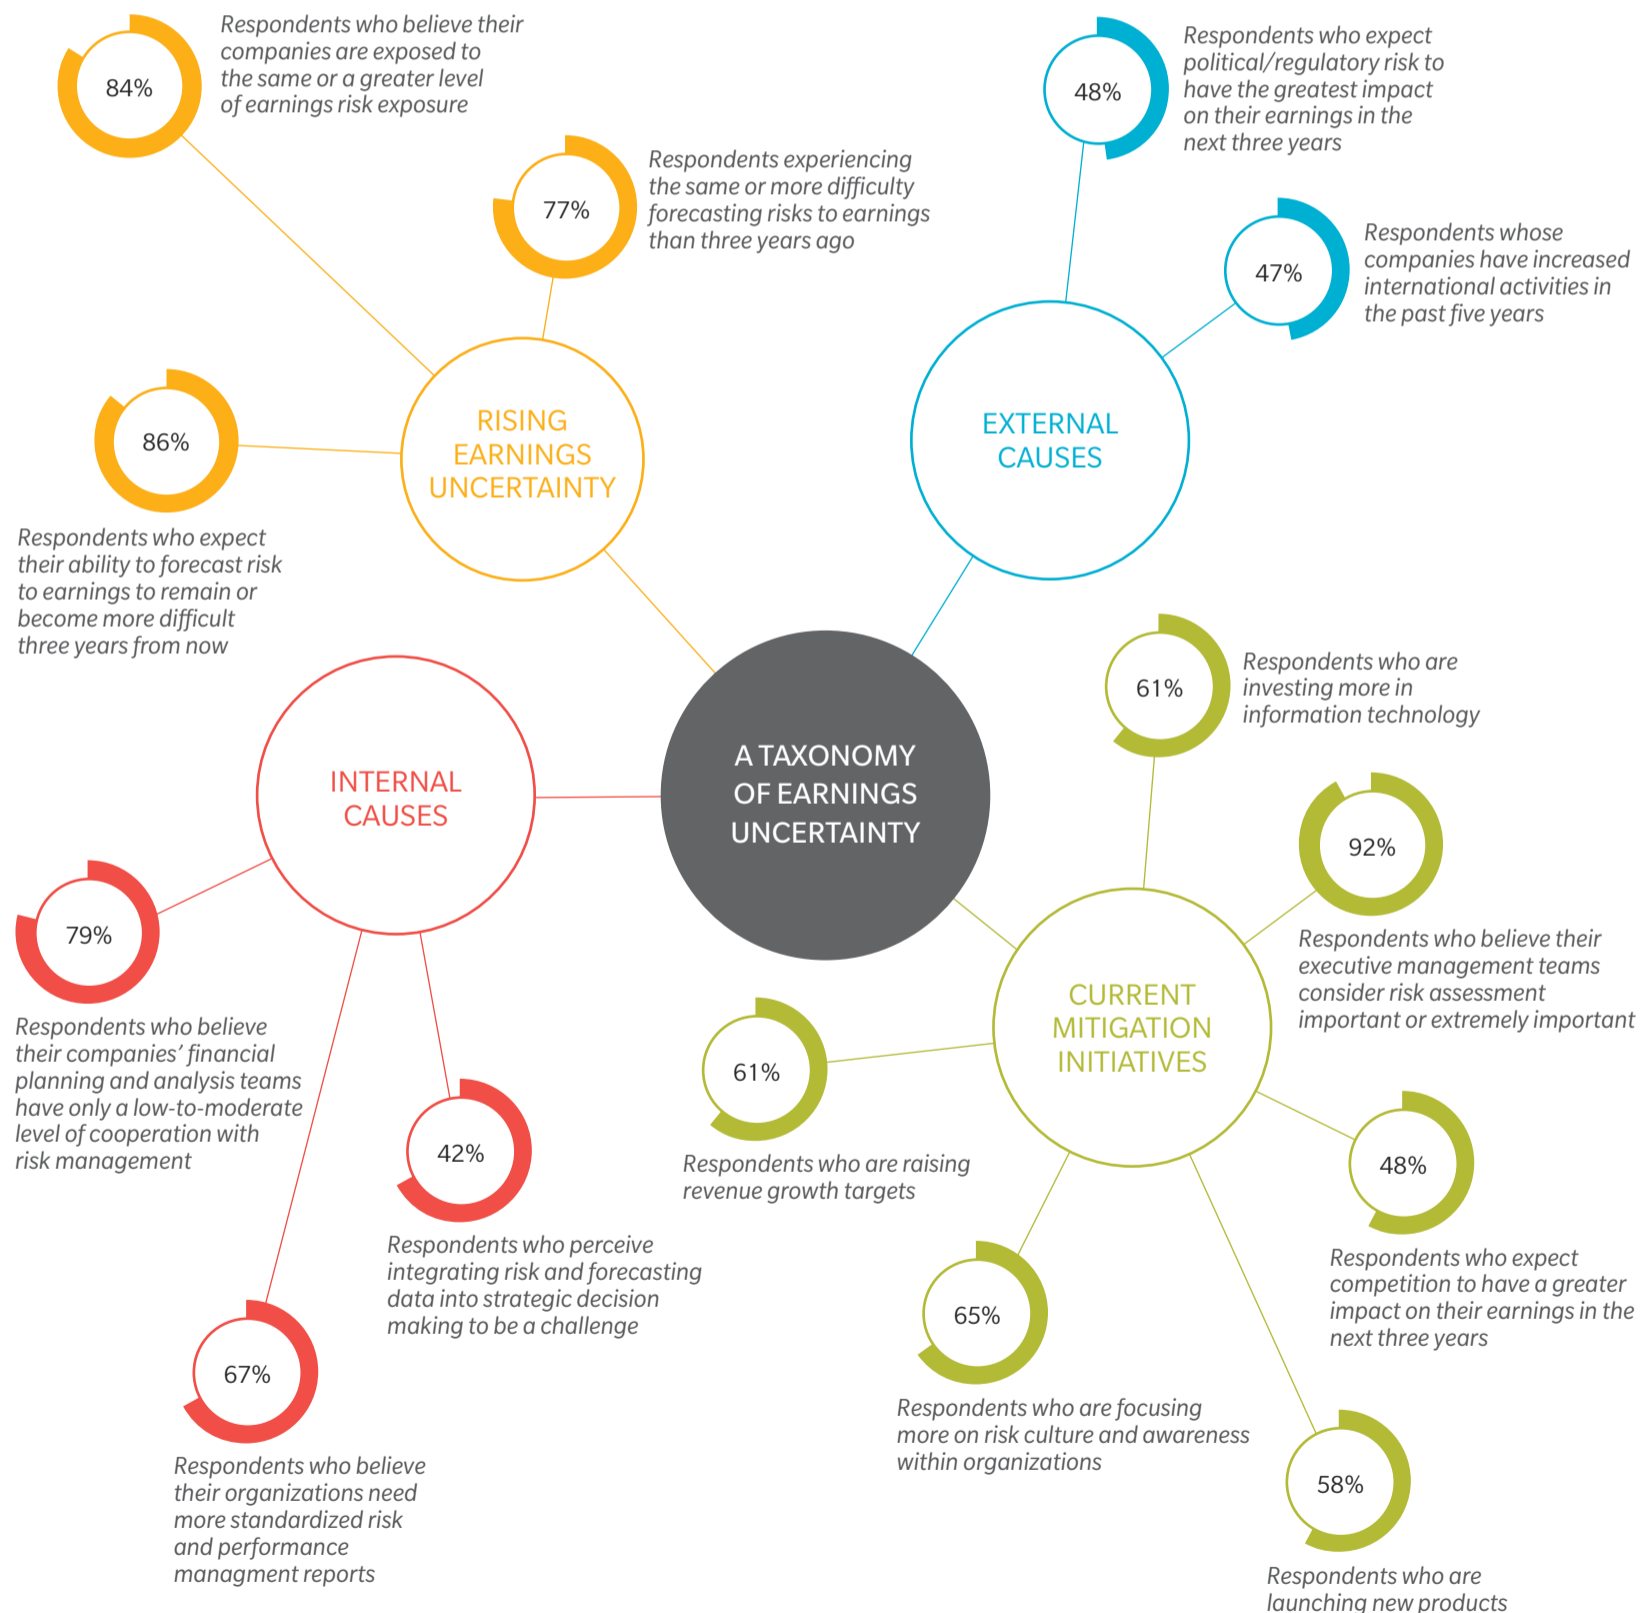 84%
Respondents who believe their
companies are exposed to
the same or a greater level
of earnings risk exposure
77%
Respondents experiencing
the same or more difficulty
forecasting risks to earnings
than three years ago
86%
Respondents who expect
their ability to forecast risk
to earnings to remain or
become more difficult
three years from now
RISING
EARNINGS
UNCERTAINTY
48%
Respondents who expect
political/regulatory risk to
have the greatest impact
on their earnings in the
next three years
47%
Respondents whose
companies have increased
international activities in
the past five years
EXTERNAL
CAUSES
A TAXONOMY
OF EARNINGS
UNCERTAINTY
INTERNAL
CAUSES
79%
Respondents who believe
their companies’ financial
planning and analysis teams
have only a low-to-moderate
level of cooperation with
risk management
42%
Respondents who perceive
integrating risk and forecasting
data into strategic decision
making to be a challenge
67%
Respondents who believe
their organizations need
more standardized risk
and performance
managment reports
61%
Respondents who are
investing more in
information technology
92%
Respondents who believe their
executive management teams
consider risk assessment
important or extremely important
CURRENT
MITIGATION
INITIATIVES
61%
Respondents who are raising
revenue growth targets
48%
Respondents who expect
competition to have a greater
impact on their earnings in the
next three years
65%
Respondents who are focusing
more on risk culture and awareness
within organizations
58%
Respondents who are
launching new products